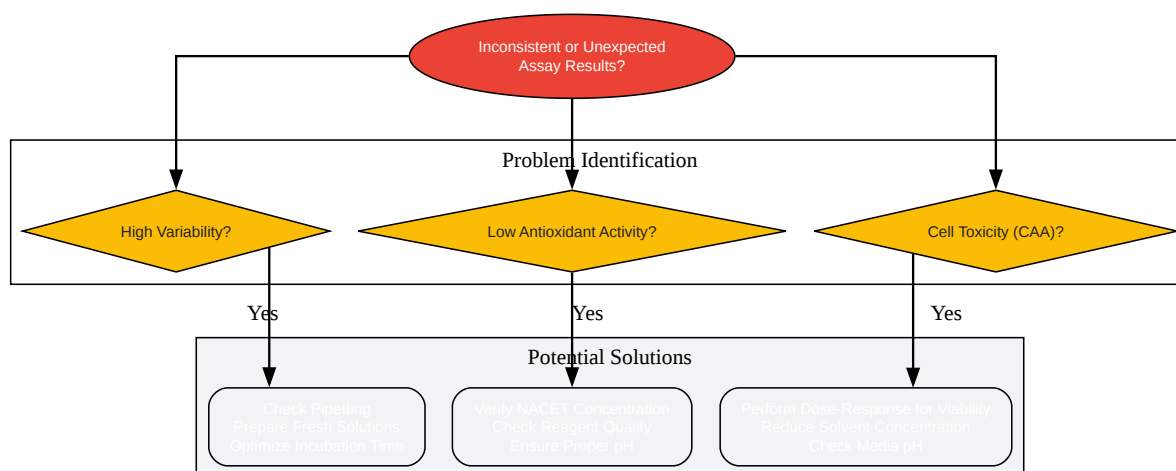 Inconsistent or Unexpected
Assay Results?
Problem Identification
High Variability?
Low Antioxidant Activity?
Cell Toxicity (CAA)?
Yes
Yes
Yes
Potential Solutions
Check Pipetting
Prepare Fresh Solutions
Optimize Incubation Time
Verify NACET Concentration
Check Reagent Quality
Ensure Proper pH
Perform Dose-Response for Viability
Reduce Solvent Concentration
Check Media pH